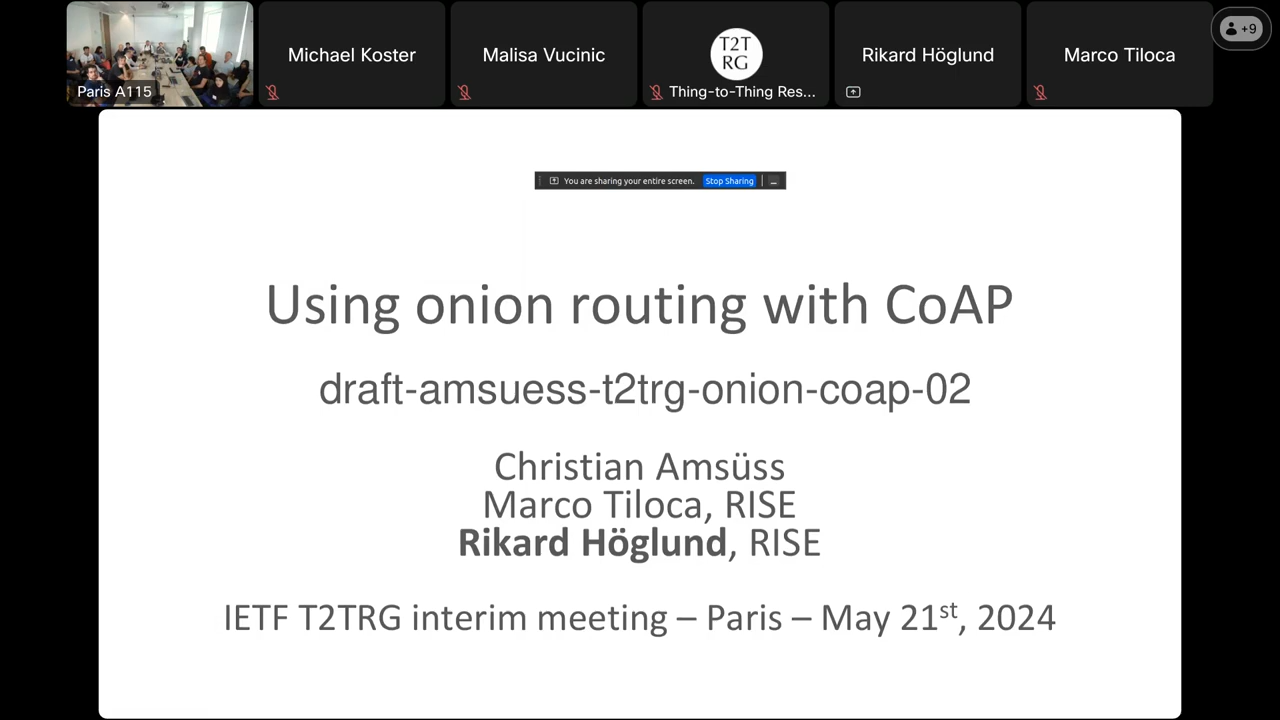 Paris A115
Michael Koster
Malisa Vucinic
T2T
RG
Thing-to-Thing Res...
Rikard Höglund
Marco Tiloca
+9
You are sharing your entire screen. Stop Sharing
Using onion routing with CoAP
draft-amsuess-t2trg-onion-coap-02
Christian Amsüss
Marco Tiloca, RISE
Rikard Höglund, RISE
IETF T2TRG interim meeting – Paris – May 21st, 2024